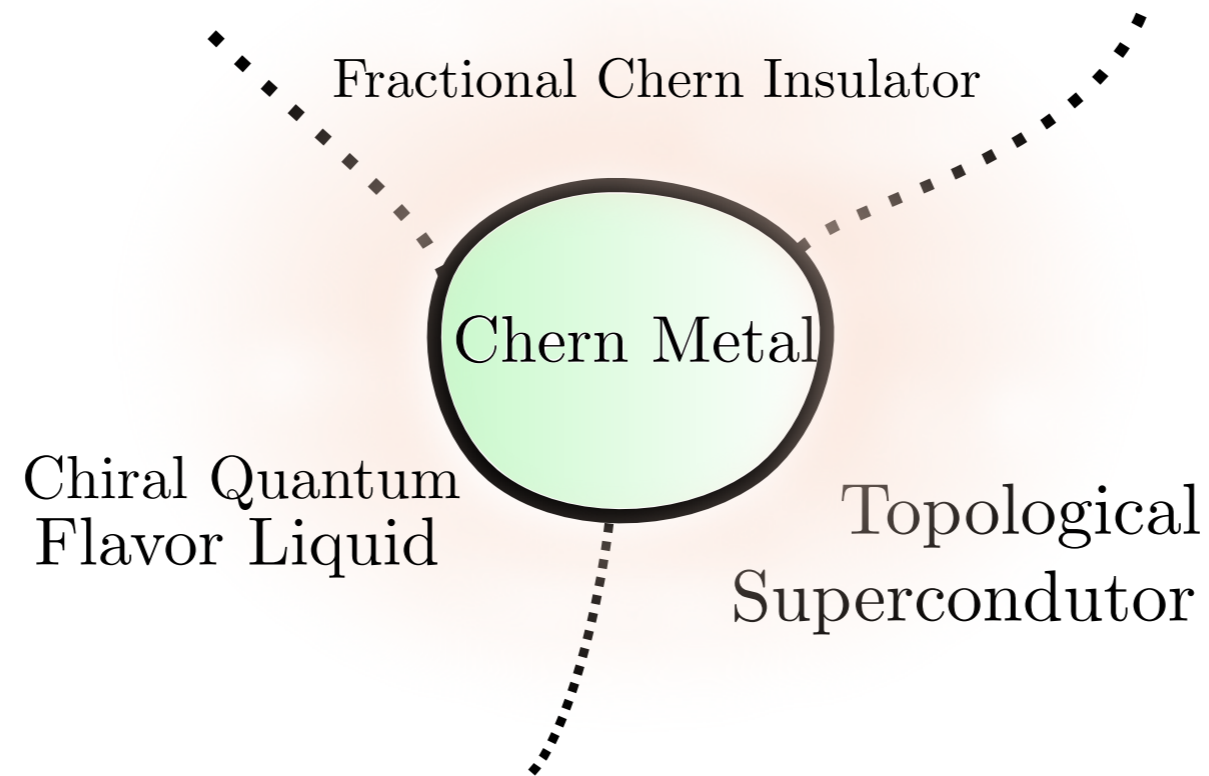 Fractional Chern Insulator
Chern Metal
Chiral Quantum
Flavor Liquid
Topological
Supercondutor